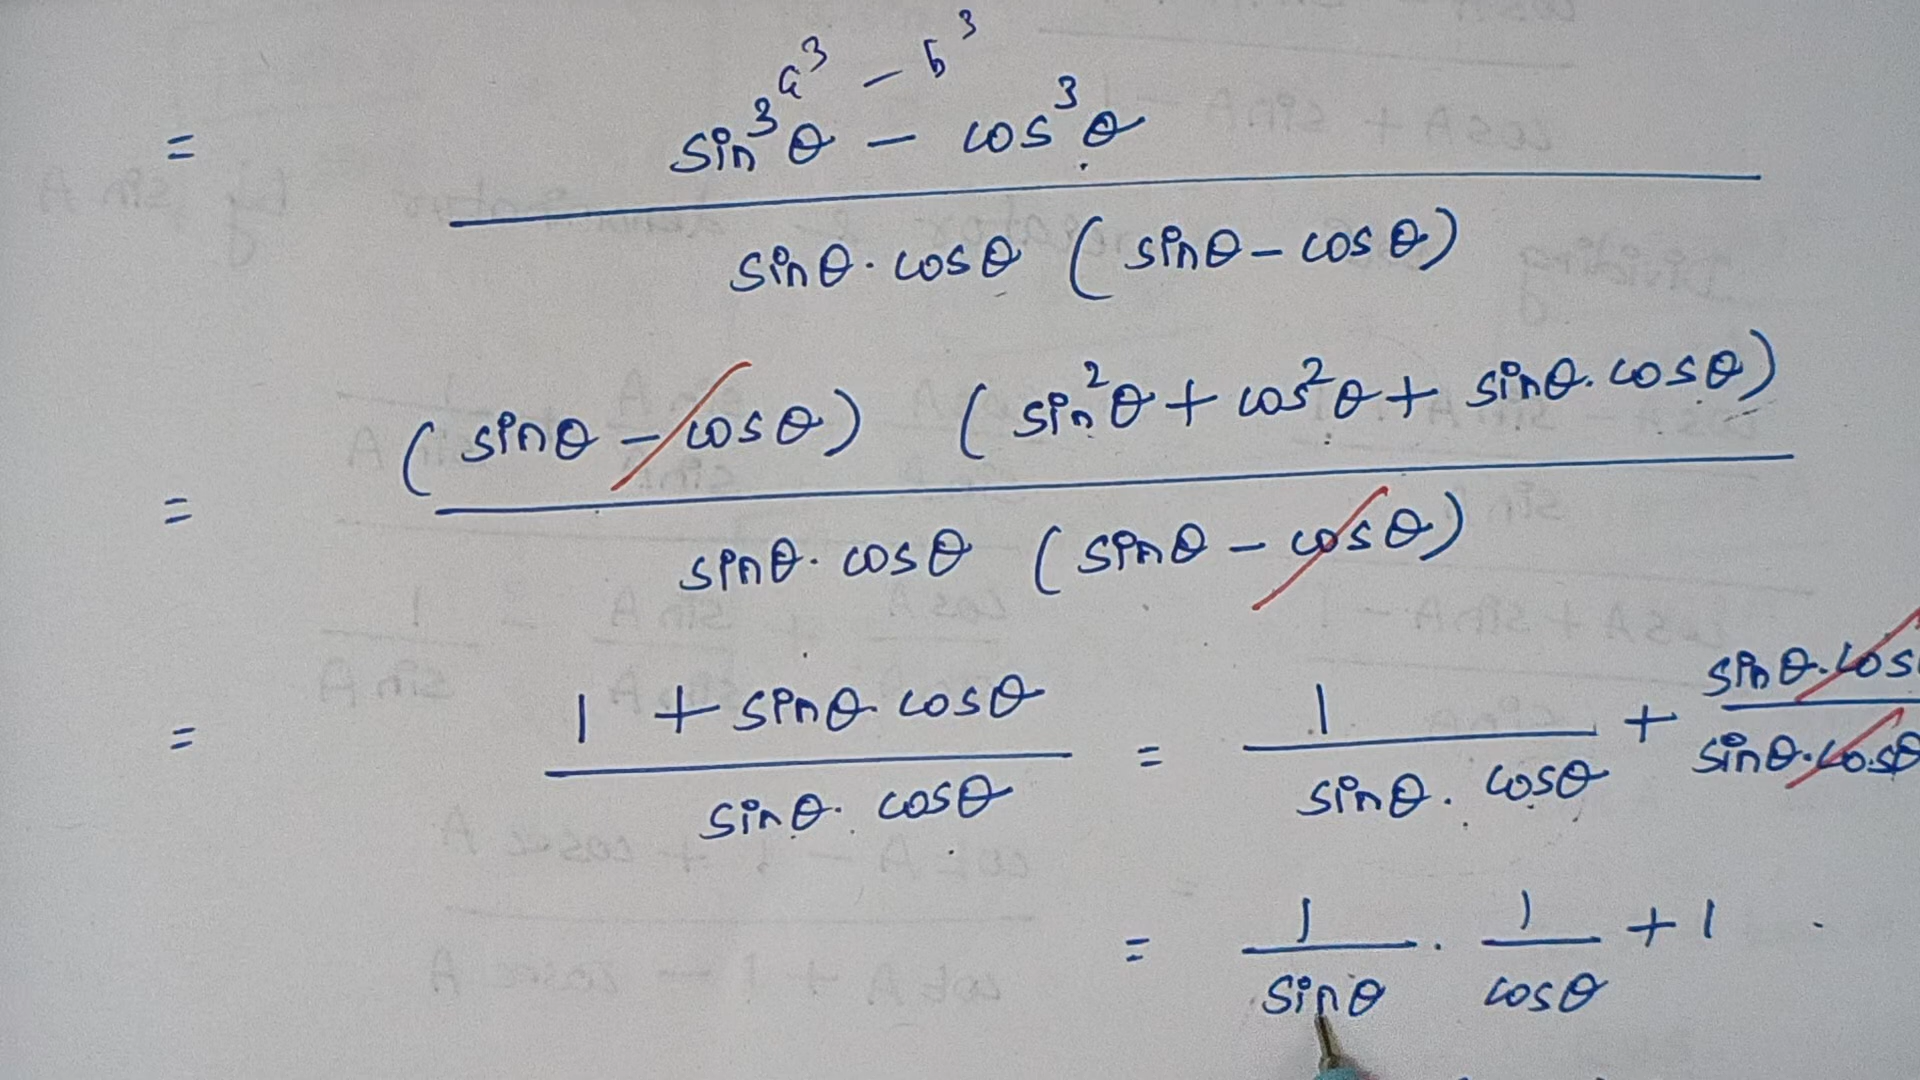 a³ - b³
= sin³θ - cos³θ
sinθ. cosθ (sinθ - cosθ)
= (sinθ - cosθ) (sin²θ + cos²θ + sinθ. cosθ)
sinθ. cosθ (sinθ - cosθ)
= 1 + sinθ. cosθ = 1 + sinθ. cos
sinθ. cosθ sinθ. cosθ sinθ. cosθ
= 1 . 1 + 1
sinθ cosθ